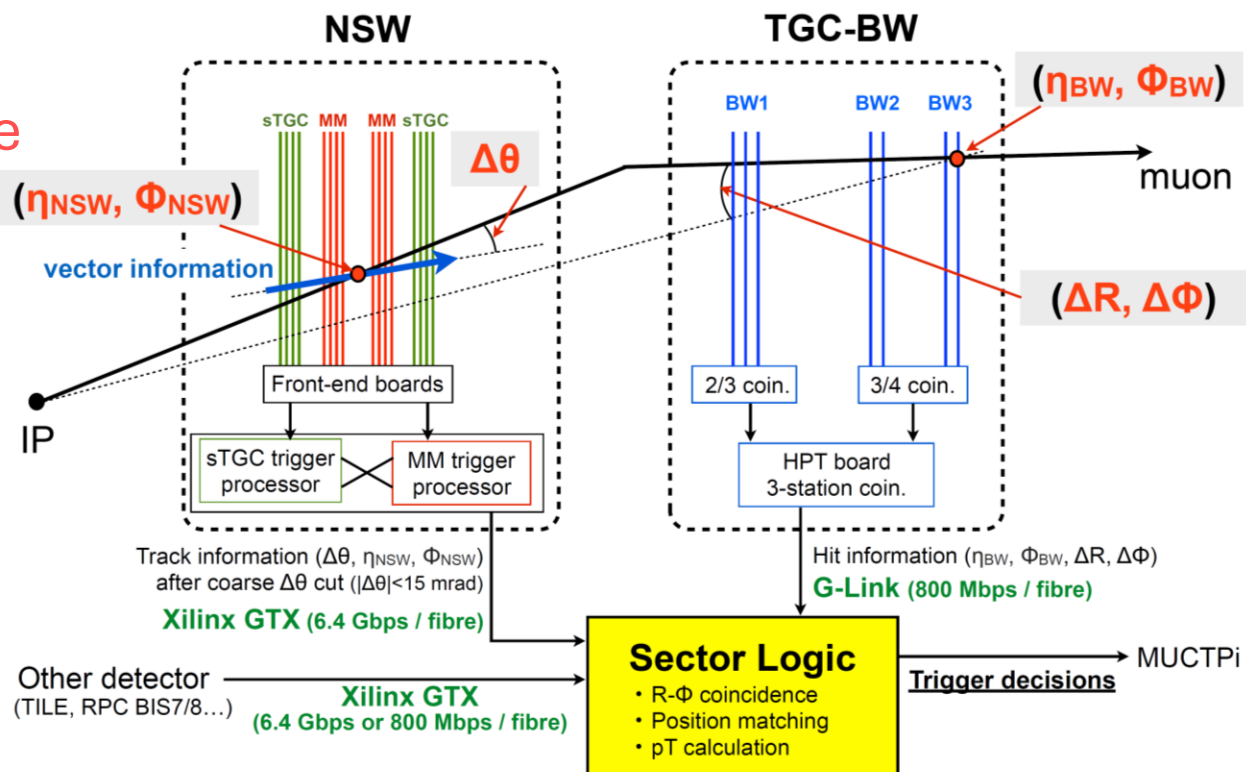 NSW
TGC-BW
e
sTGC MM MM sTGC
BW1
BW2
BW3
(ηBW, ΦBW)
Δθ
(ηNSW, ΦNSW)
muon
vector information
(ΔR, ΔΦ)
IP
Front-end boards
2/3 coin.
3/4 coin.
sTGC trigger
processor
MM trigger
processor
HPT board
3-station coin.
Track information (Δθ, ηNSW, ΦNSW)
after coarse Δθ cut (|Δθ|<15 mrad)
Xilinx GTX (6.4 Gbps / fibre)
Hit information (ηBW, ΦBW, ΔR, ΔΦ)
G-Link (800 Mbps / fibre)
Other detector
(TILE, RPC BIS7/8...)
Xilinx GTX
(6.4 Gbps or 800 Mbps / fibre)
Sector Logic
・R-Φ coincidence
・Position matching
・pT calculation
Trigger decisions
MUCTPi